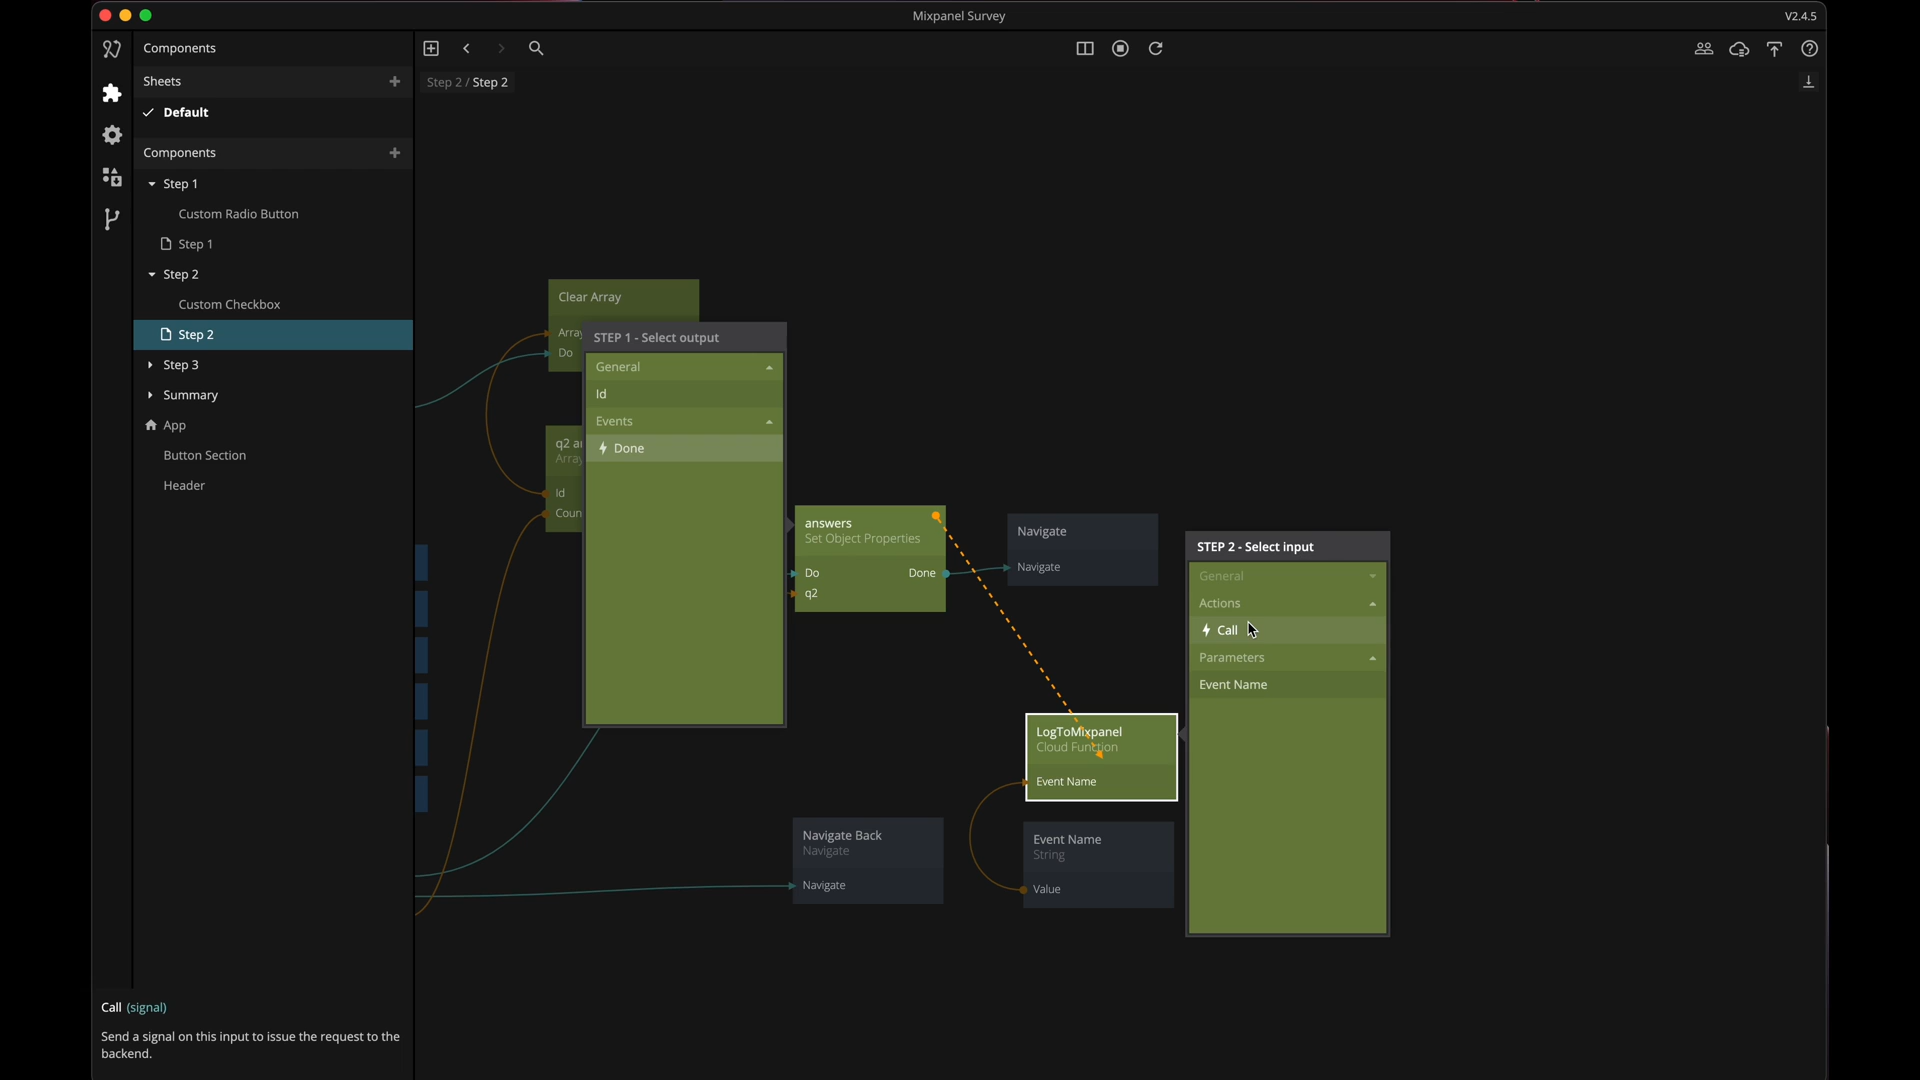 Mixpanel Survey
V2.4.5
Components
Sheets
Default
Components
Step 1
Custom Radio Button
Step 1
Step 2
Custom Checkbox
Step 2
Step 3
Summary
App
Button Section
Header
Call (signal)
Send a signal on this input to issue the request to the
backend.
Step 2 / Step 2
Clear Array
Array
Do
q2
Array
Id
Coun
STEP 1 - Select output
General
Id
Events
Done
answers
Set Object Properties
Do
Done
q2
Navigate
Navigate
STEP 2 - Select input
General
Actions
Call
Parameters
Event Name
LogToMixpanel
Cloud Function
Event Name
Navigate Back
Navigate
Navigate
Event Name
String
Value